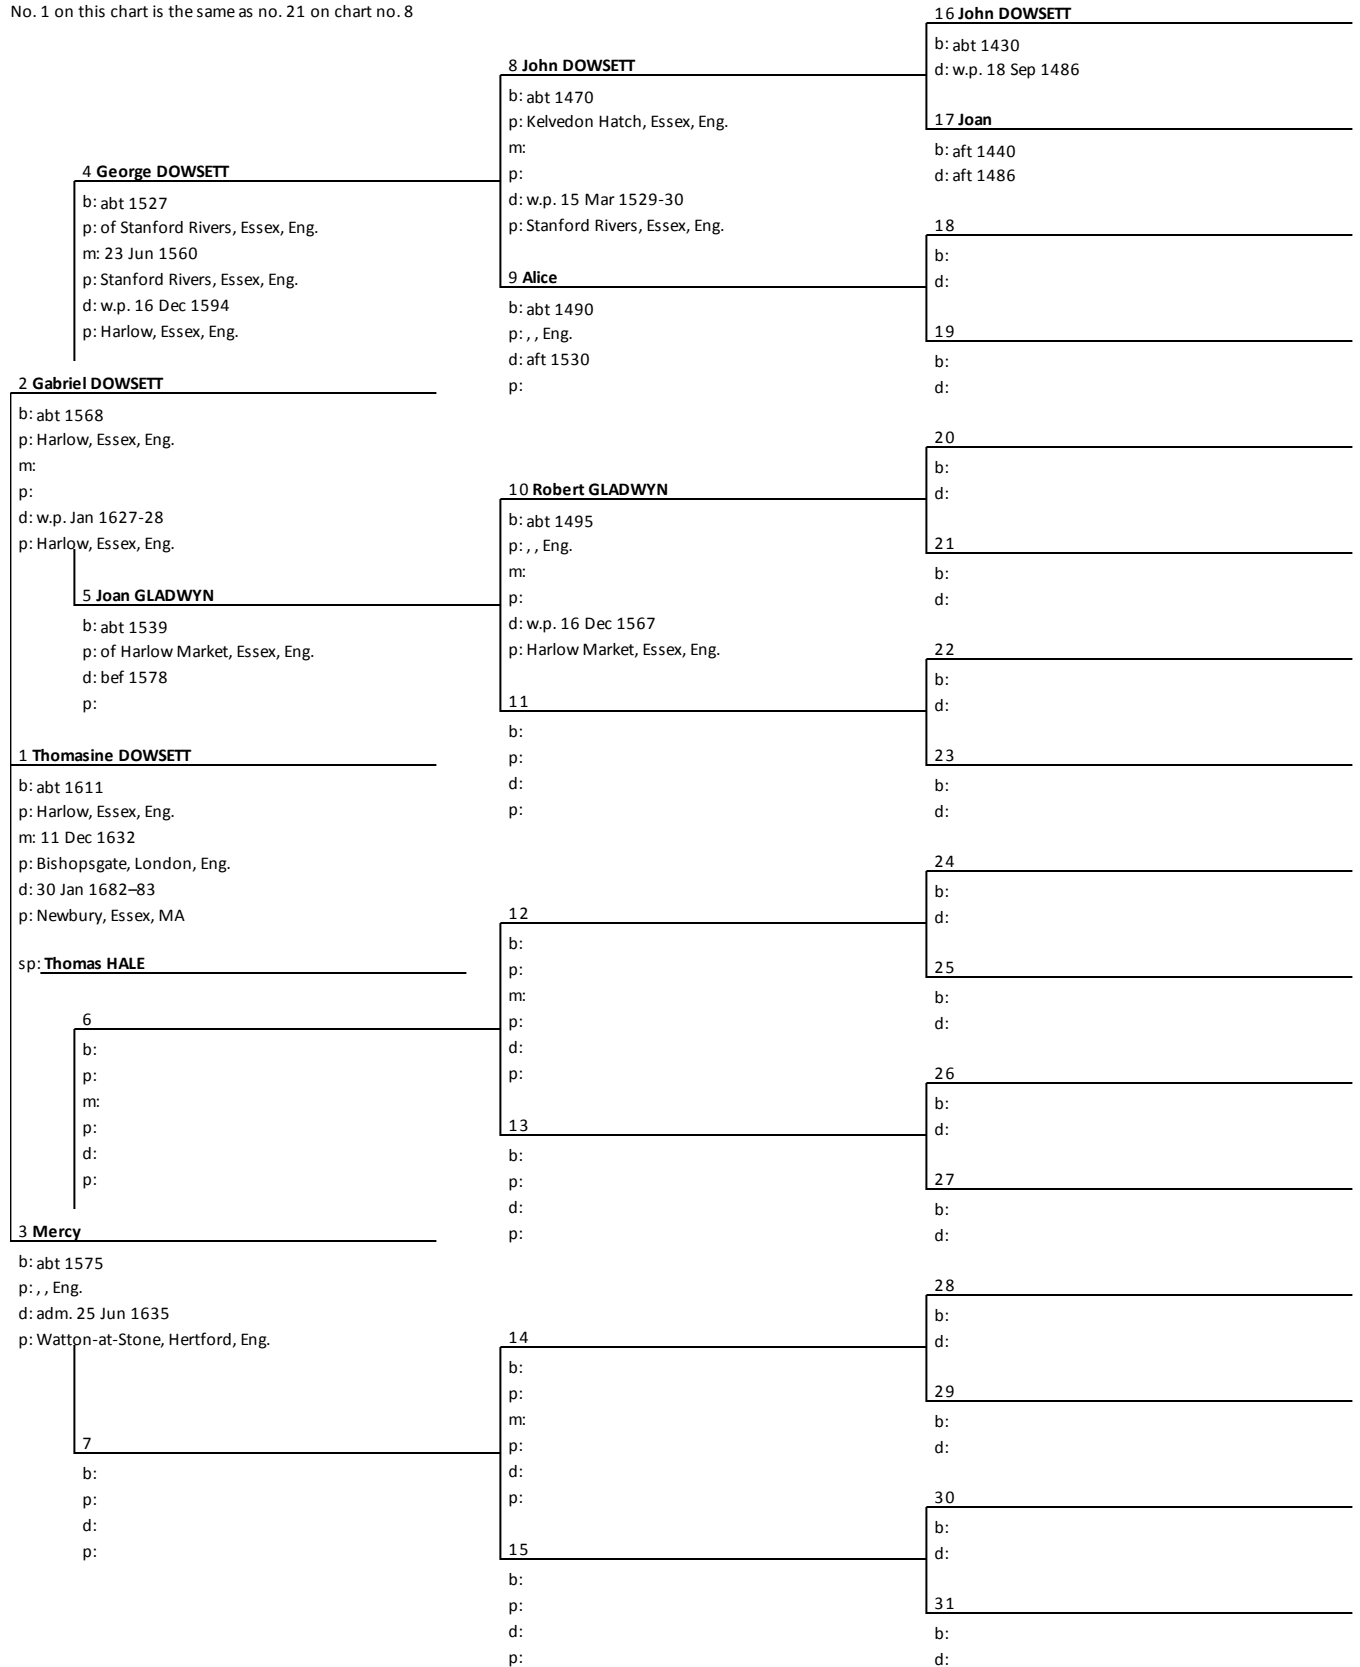 No. 1 on this chart is the same as no. 21 on chart no. 8
16 John DOWSETT
b: abt 1430
d: w.p. 18 Sep 1486
8 John DOWSETT
b: abt 1470
p: Kelvedon Hatch, Essex, Eng.
m:
p:
d: w.p. 15 Mar 1529-30
p: Stanford Rivers, Essex, Eng.
17 Joan
b: aft 1440
d: aft 1486
4 George DOWSETT
b: abt 1527
p: of Stanford Rivers, Essex, Eng.
m: 23 Jun 1560
p: Stanford Rivers, Essex, Eng.
d: w.p. 16 Dec 1594
p: Harlow, Essex, Eng.
18
b:
d:
9 Alice
b: abt 1490
p: , , Eng.
d: aft 1530
p:
19
b:
d:
2 Gabriel DOWSETT
b: abt 1568
p: Harlow, Essex, Eng.
m:
p:
d: w.p. Jan 1627-28
p: Harlow, Essex, Eng.
20
b:
d:
10 Robert GLADWYN
b: abt 1495
p: , , Eng.
m:
p:
d: w.p. 16 Dec 1567
p: Harlow Market, Essex, Eng.
21
b:
d:
5 Joan GLADWYN
b: abt 1539
p: of Harlow Market, Essex, Eng.
d: bef 1578
p:
22
b:
d:
11
b:
p:
d:
p:
23
b:
d:
1 Thomasine DOWSETT
b: abt 1611
p: Harlow, Essex, Eng.
m: 11 Dec 1632
p: Bishopsgate, London, Eng.
d: 30 Jan 1682–83
p: Newbury, Essex, MA
sp: Thomas HALE
24
b:
d:
12
b:
p:
m:
p:
d:
p:
25
b:
d:
6
b:
p:
m:
p:
d:
p:
26
b:
d:
13
b:
p:
d:
p:
27
b:
d:
3 Mercy
b: abt 1575
p: , , Eng.
d: adm. 25 Jun 1635
p: Watton-at-Stone, Hertford, Eng.
28
b:
d:
14
b:
p:
m:
p:
d:
p:
29
b:
d:
7
b:
p:
d:
p:
30
b:
d:
15
b:
p:
d:
p:
31
b:
d: